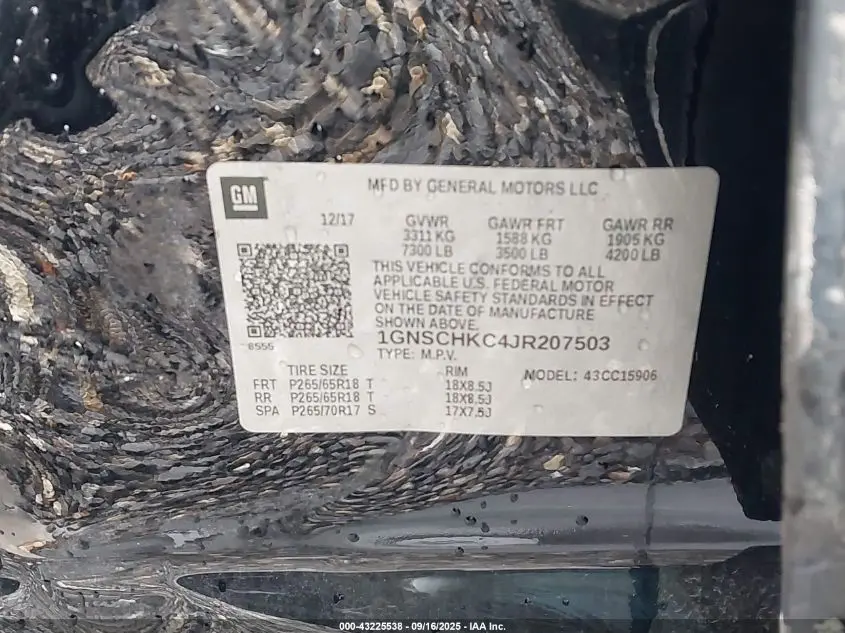 GM
MFD BY GENERAL MOTORS LLC
12/17 GVWR GAWR FRT GAWR RR
3311 KG 1588 KG 1905 KG
7300 LB 3500 LB 4200 LB
THIS VEHICLE CONFORMS TO ALL
APPLICABLE U.S. FEDERAL MOTOR
VEHICLE SAFETY STANDARDS IN EFFECT
ON THE DATE OF MANUFACTURE
SHOWN ABOVE.
8555
1GNSCHKC4JR207503
TYPE: M.P.V.
TIRE SIZE RIM MODEL: 43CC15906
FRT P265/65R18 T 18X8.5J
RR P265/65R18 T 18X8.5J
SPA P265/70R17 S 17X7.5J
000-43225538 - 09/16/2025 - IAA Inc.